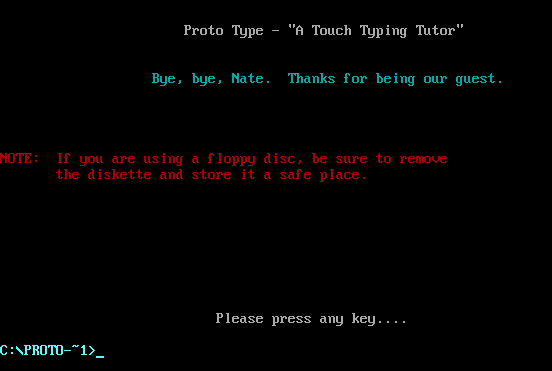 Proto Type - "A Touch Typing Tutor"
Bye, bye, Nate.  Thanks for being our guest.
NOTE:  If you are using a floppy disc, be sure to remove
the diskette and store it a safe place.
Please press any key....
C:\PROTO-~1>_